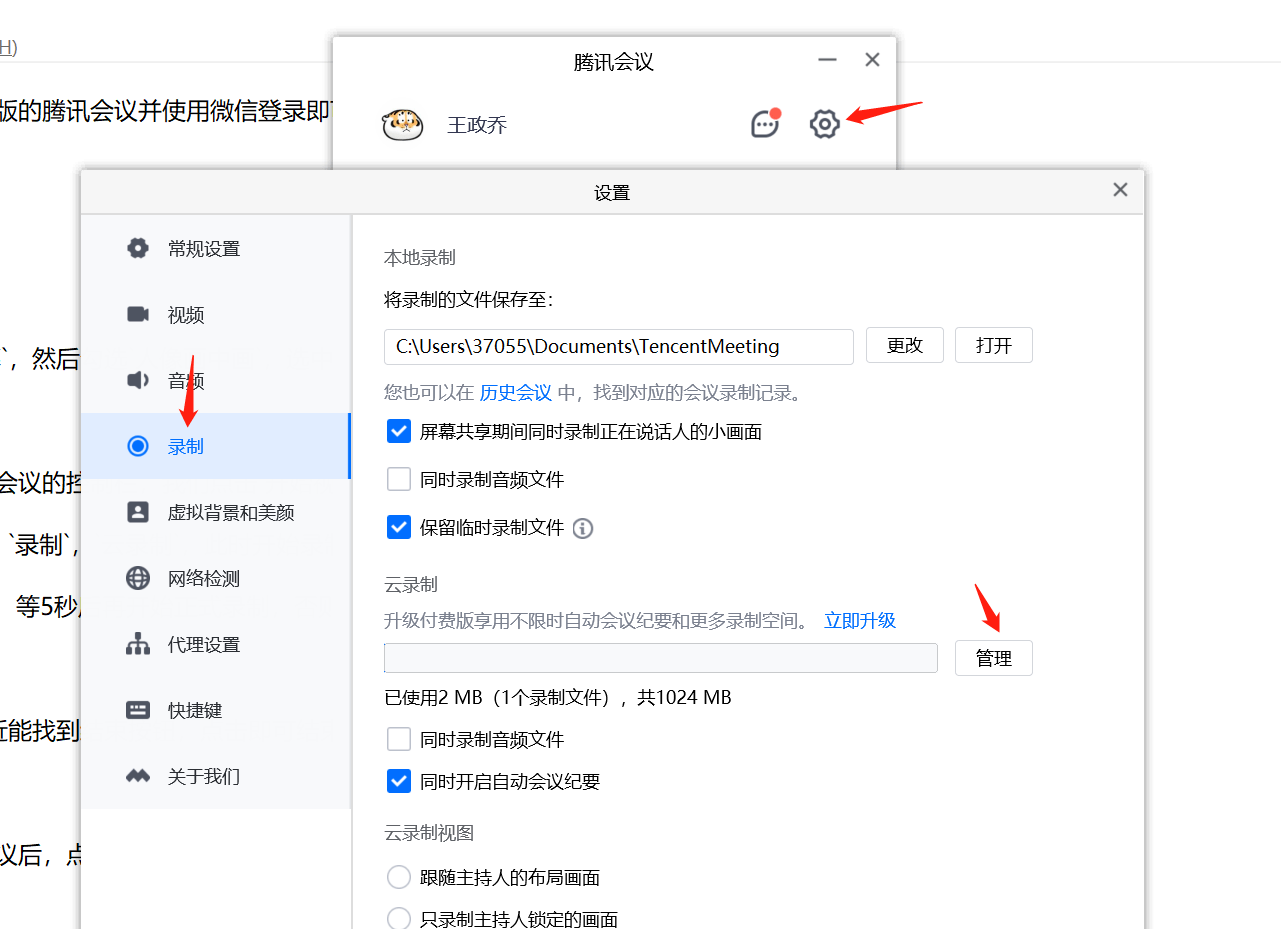 H)
腾讯会议
版的腾讯会议并使用微信登录即
王政乔
设置
常规设置
视频
`，然后
音频
录制
会议的控
虚拟背景和美颜
`录制`，
网络检测
等5秒
代理设置
快捷键
近能找到
关于我们
议后，点
本地录制
将录制的文件保存至：
C:\Users\37055\Documents\TencentMeeting
更改
打开
您也可以在 历史会议 中，找到对应的会议录制记录。
屏幕共享期间同时录制正在说话人的小画面
同时录制音频文件
保留临时录制文件
云录制
升级付费版享用不限时自动会议纪要和更多录制空间。 立即升级
管理
已使用2 MB（1个录制文件），共1024 MB
同时录制音频文件
同时开启自动会议纪要
云录制视图
跟随主持人的布局画面
只录制主持人锁定的画面